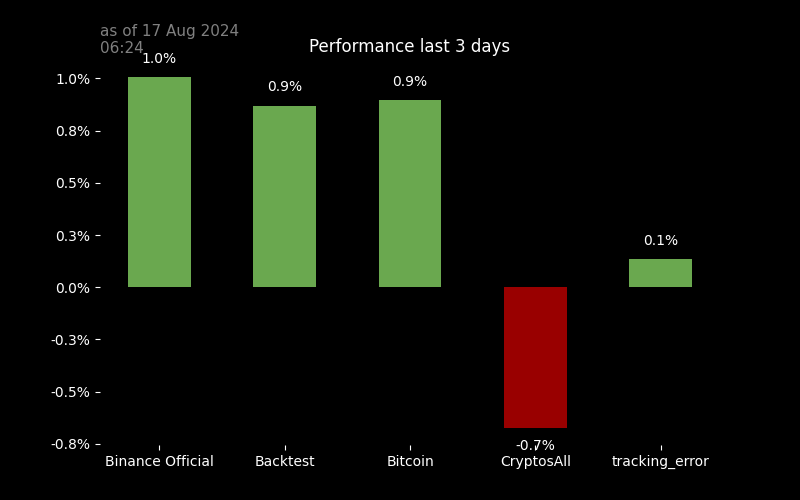 as of 17 Aug 2024
06:24
Performance last 3 days
1.0%
0.9%
0.9%
-0.7%
0.1%
1.0%
0.8%
0.5%
0.3%
0.0%
-0.3%
-0.5%
-0.8%
Binance Official
Backtest
Bitcoin
CryptosAll
tracking_error